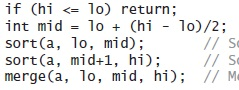 if (hi <= lo) return;
int mid = lo + (hi - lo)/2;
sort(a, lo, mid); //
sort(a, mid+1, hi); //
merge(a, lo, mid, hi); //